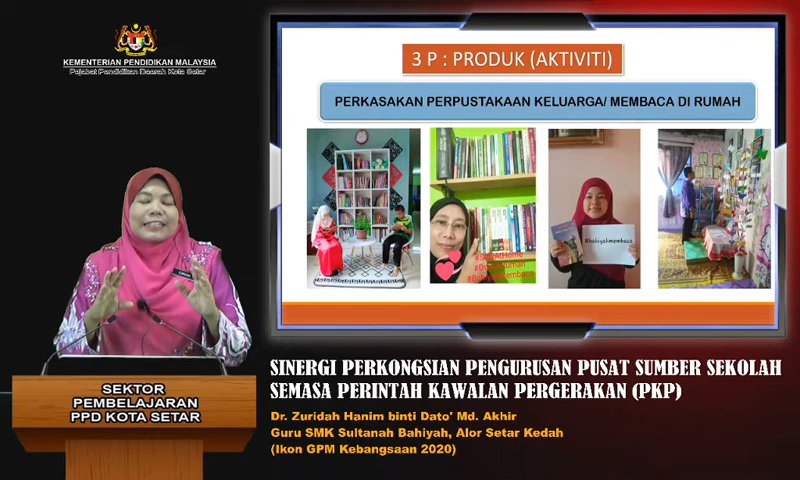 KEMENTERIAN PENDIDIKAN MALAYSIA
Pejabat Pendidikan Daerah Kota Setar
3 P : PRODUK (AKTIVITI)
PERKASAKAN PERPUSTAKAAN KELUARGA/ MEMBACA DI RUMAH
#bahiyahmembaca
SEKTOR
PEMBELAJARAN
PPD KOTA SETAR
SINERGI PERKONGSIAN PENGURUSAN PUSAT SUMBER SEKOLAH
SEMASA PERINTAH KAWALAN PERGERAKAN (PKP)
Dr. Zuridah Hanim binti Dato' Md. Akhir
Guru SMK Sultanah Bahiyah, Alor Setar Kedah
(Ikon GPM Kebangsaan 2020)